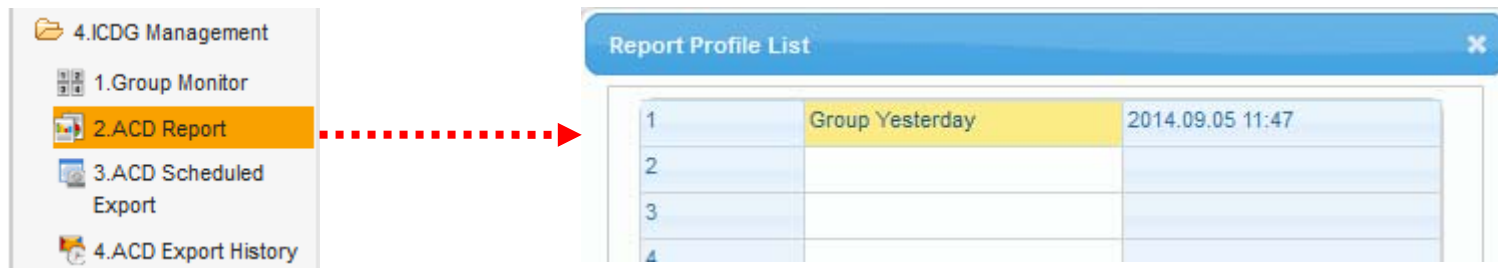 4.ICDG Management
1.Group Monitor
2.ACD Report
3.ACD Scheduled
Export
4.ACD Export History
Report Profile List
1 Group Yesterday 2014.09.05 11:47
2
3
4